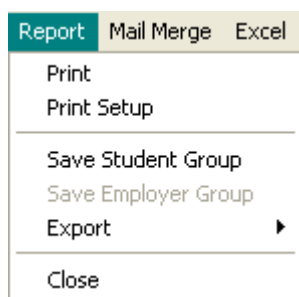 Report Mail Merge Excel
Print
Print Setup
Save Student Group
Save Employer Group
Export
Close